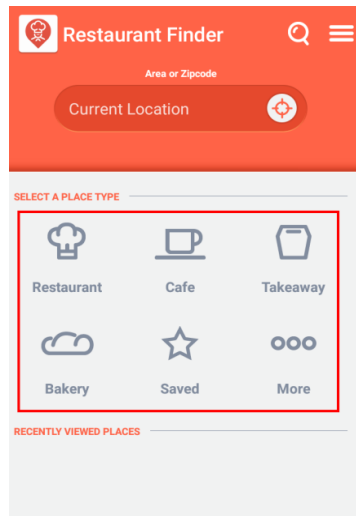 Restaurant Finder
Area or Zipcode
Current Location
SELECT A PLACE TYPE
Restaurant Cafe Takeaway
Bakery Saved More
RECENTLY VIEWED PLACES